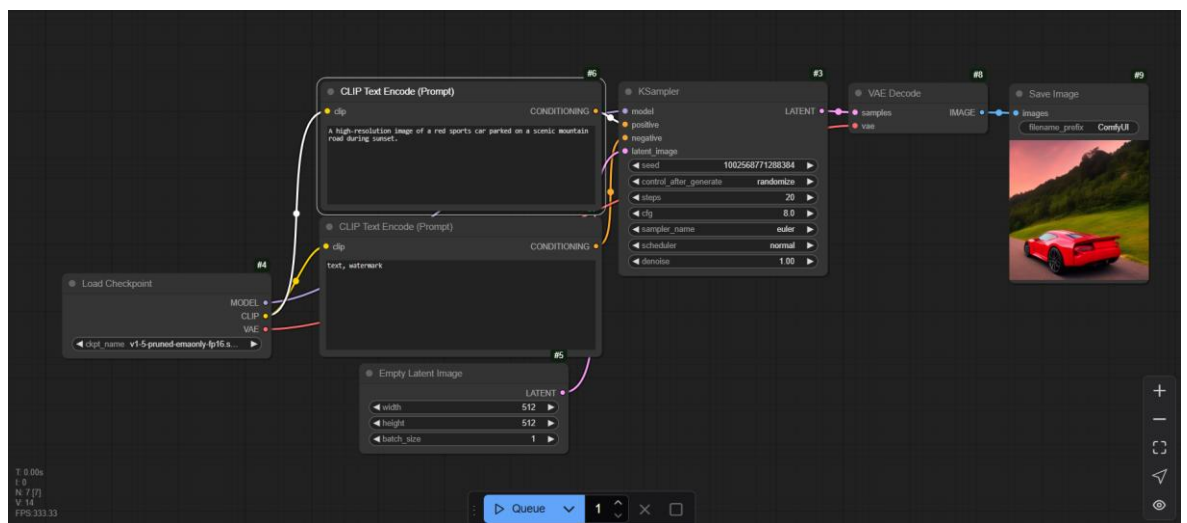 #6
CLIP Text Encode (Prompt)
clip
CONDITIONING
A high-resolution image of a red sports car parked on a scenic mountain
road during sunset.
CLIP Text Encode (Prompt)
clip
CONDITIONING
text, watermark
#4
Load Checkpoint
MODEL
CLIP
VAE
ckpt_name v1-5-pruned-emaonly-fp16.s...
#5
Empty Latent Image
LATENT
width 512
height 512
batch_size 1
#3
KSampler
model LATENT
positive
negative
latent_image
seed 1002568771288384
control_after_generate randomize
steps 20
cfg 8.0
sampler_name euler
scheduler normal
denoise 1.00
#8
VAE Decode
samples IMAGE
vae
#9
Save Image
images
filename_prefix ComfyUI
T: 0.00s
I: 0
N: 7 [7]
V: 14
FPS:333.33
Queue 1